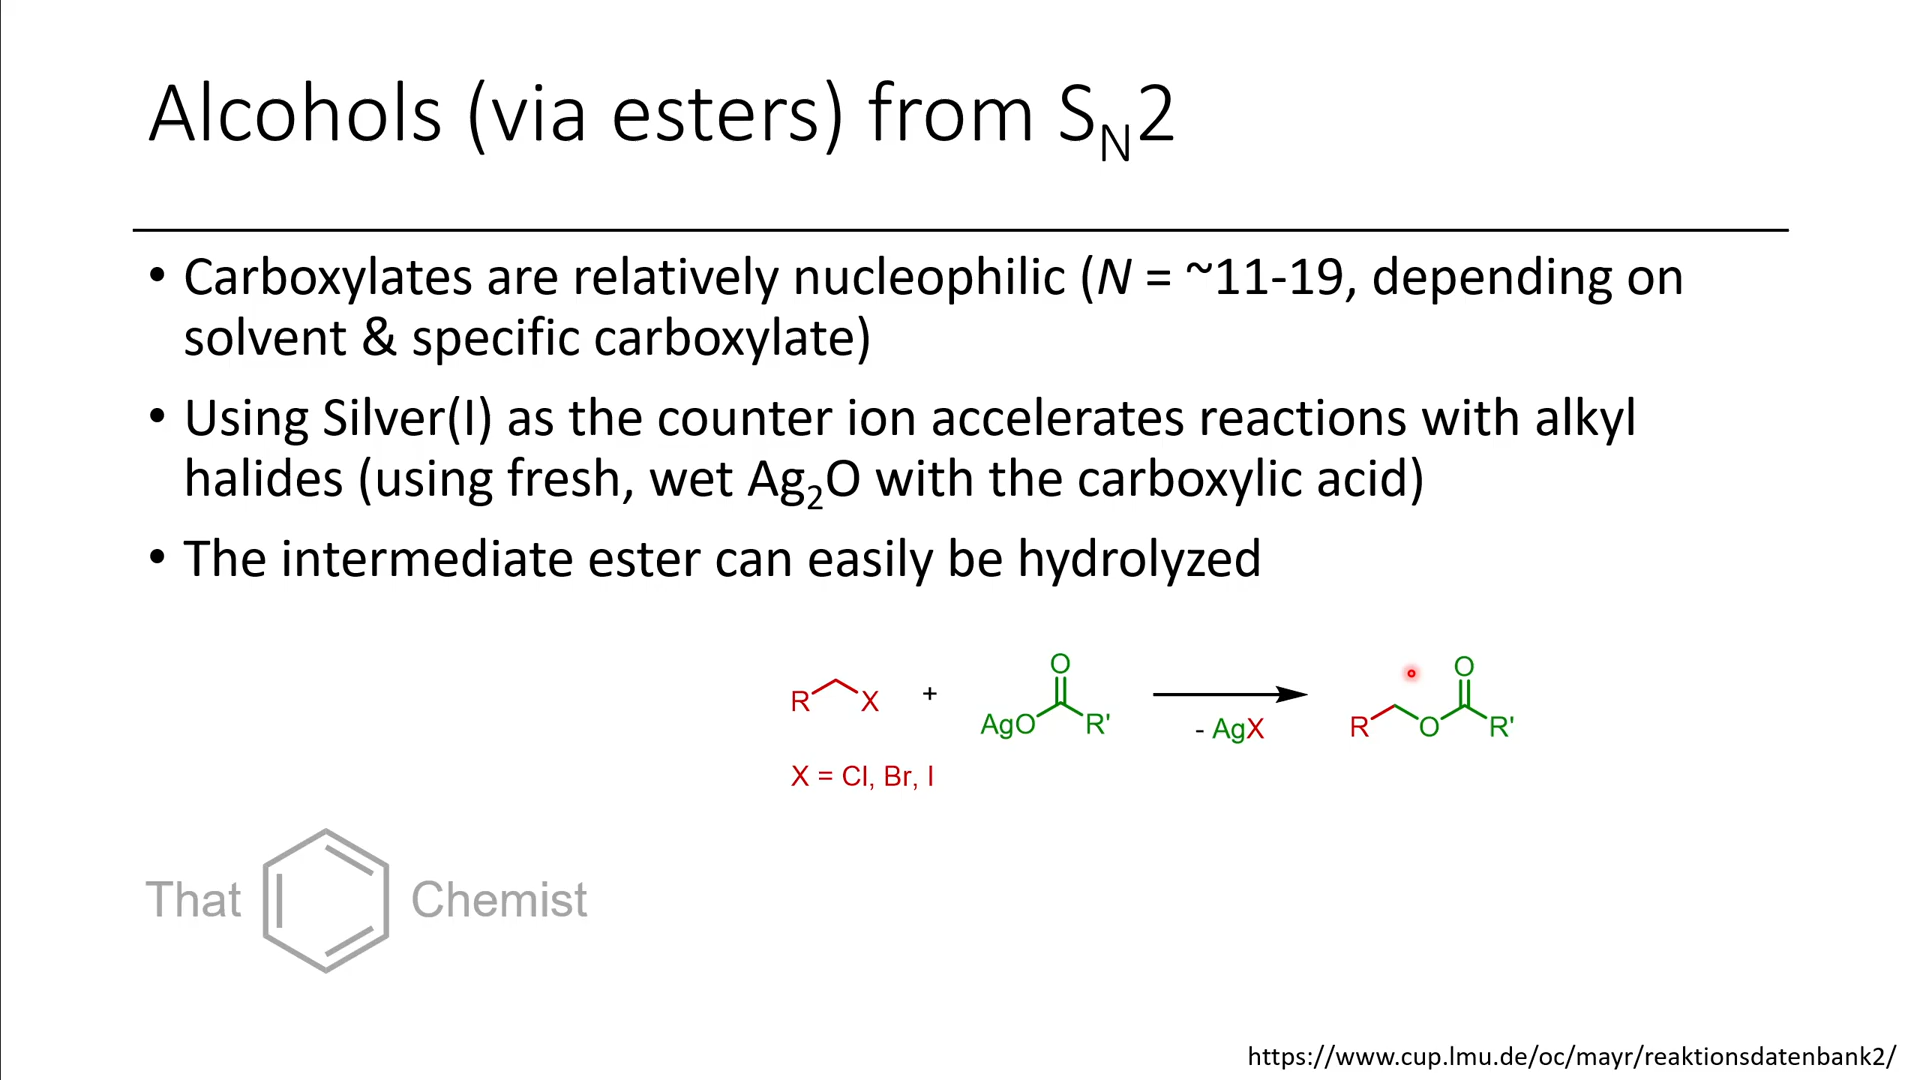 Alcohols (via esters) from SN2
• Carboxylates are relatively nucleophilic (N = ~11-19, depending on
solvent & specific carboxylate)
• Using Silver(I) as the counter ion accelerates reactions with alkyl
halides (using fresh, wet Ag2O with the carboxylic acid)
• The intermediate ester can easily be hydrolyzed
R X + AgO O R' - AgX R O O R'
X = Cl, Br, I
That Chemist
https://www.cup.lmu.de/oc/mayr/reaktionsdatenbank2/